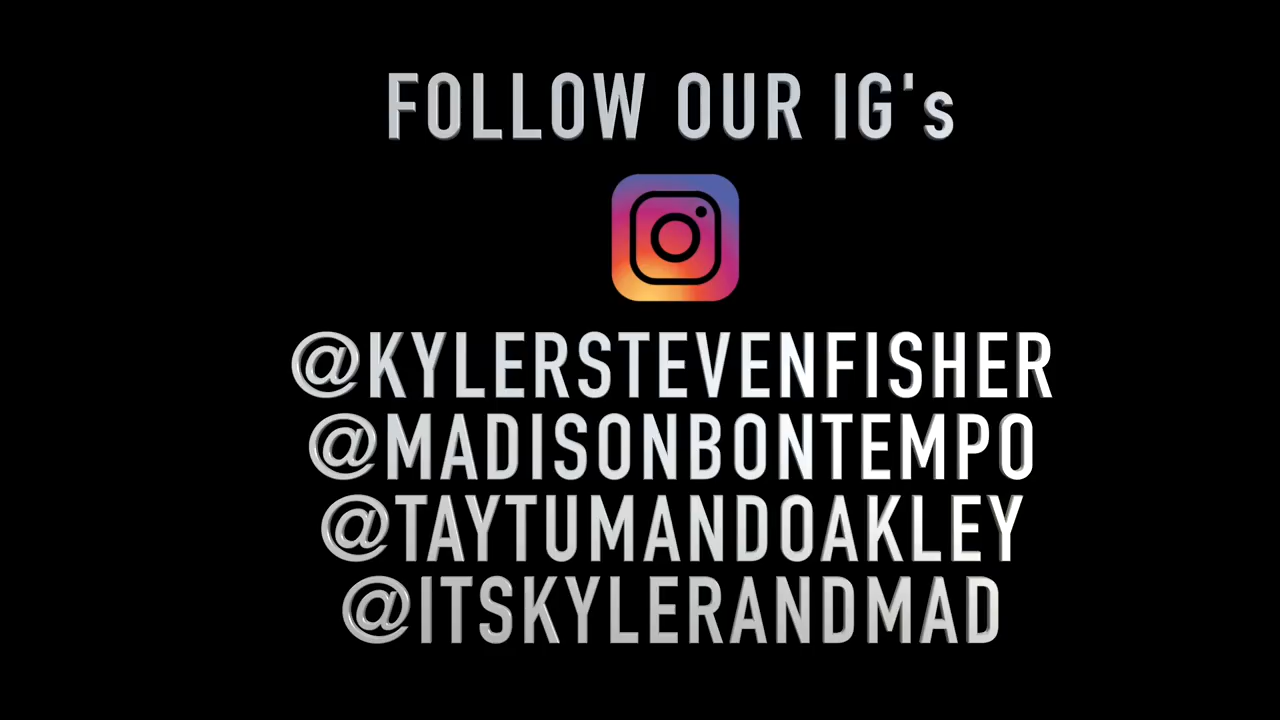 FOLLOW OUR IG's
@KYLERSTEVENFISHER
@MADISONBONTEMPO
@TAYTUMANDOAKLEY
@ITSKYLERANDMAD